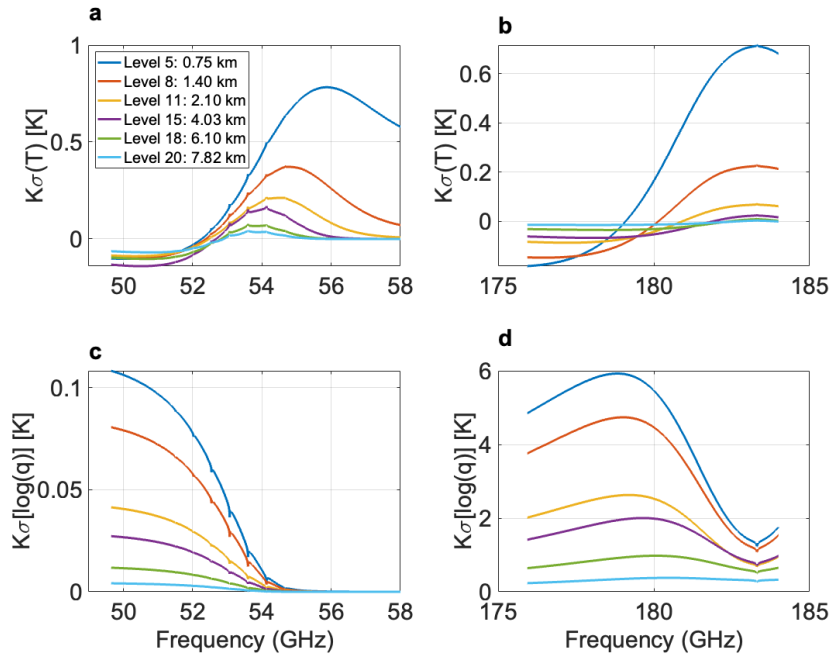 a
Kσ(T) [K]
1
0.5
0
Level 5: 0.75 km
Level 8: 1.40 km
Level 11: 2.10 km
Level 15: 4.03 km
Level 18: 6.10 km
Level 20: 7.82 km
50 52 54 56 58
b
Kσ(T) [K]
0.6
0.4
0.2
0
175 180 185
c
Kσ[log(q)] [K]
0.1
0.05
0
50 52 54 56 58
Frequency (GHz)
d
Kσ[log(q)] [K]
6
4
2
0
175 180 185
Frequency (GHz)